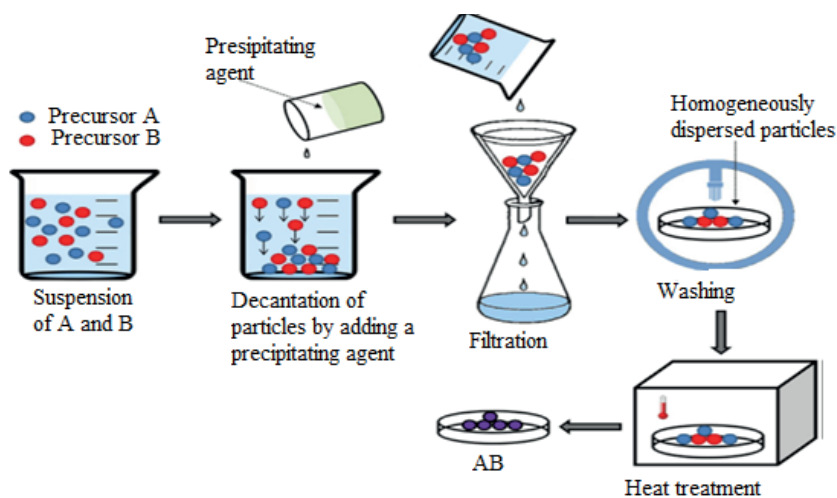 Presipitating
agent
Precursor A
Precursor B
Homogeneously
dispersed particles
Suspension
of A and B
Decantation of
particles by adding a
precipitating agent
Filtration
Washing
AB
Heat treatment